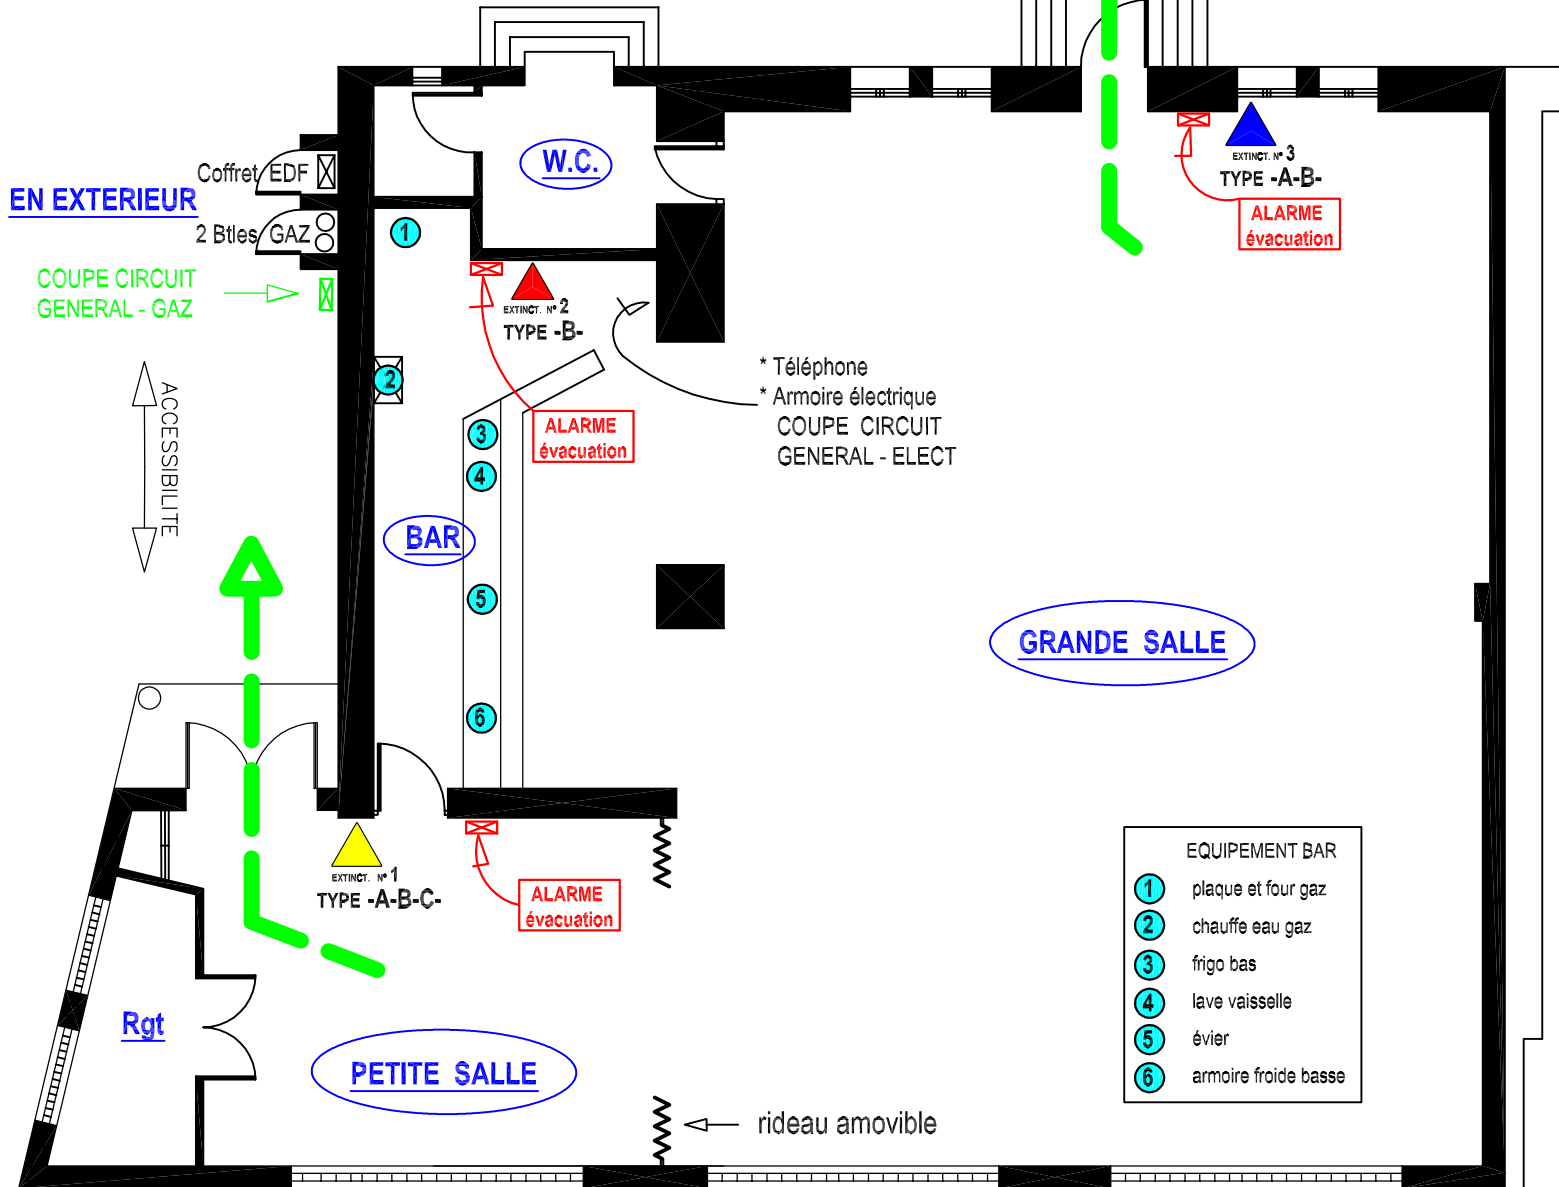 W.C.
Coffret EDF
EN EXTERIEUR
2 Btles GAZ
COUPE CIRCUIT
GENERAL - GAZ
ACCESSIBILITE
1
EXTINCT. N° 2
TYPE -B-
EXTINCT. N° 3
TYPE -A-B-
ALARME
évacuation
* Téléphone
* Armoire électrique
COUPE CIRCUIT
GENERAL - ELECT
2
ALARME
évacuation
3
4
BAR
5
6
GRANDE SALLE
EXTINCT. N° 1
TYPE -A-B-C-
ALARME
évacuation
Rgt
PETITE SALLE
rideau amovible
EQUIPEMENT BAR
1 plaque et four gaz
2 chauffe eau gaz
3 frigo bas
4 lave vaisselle
5 évier
6 armoire froide basse